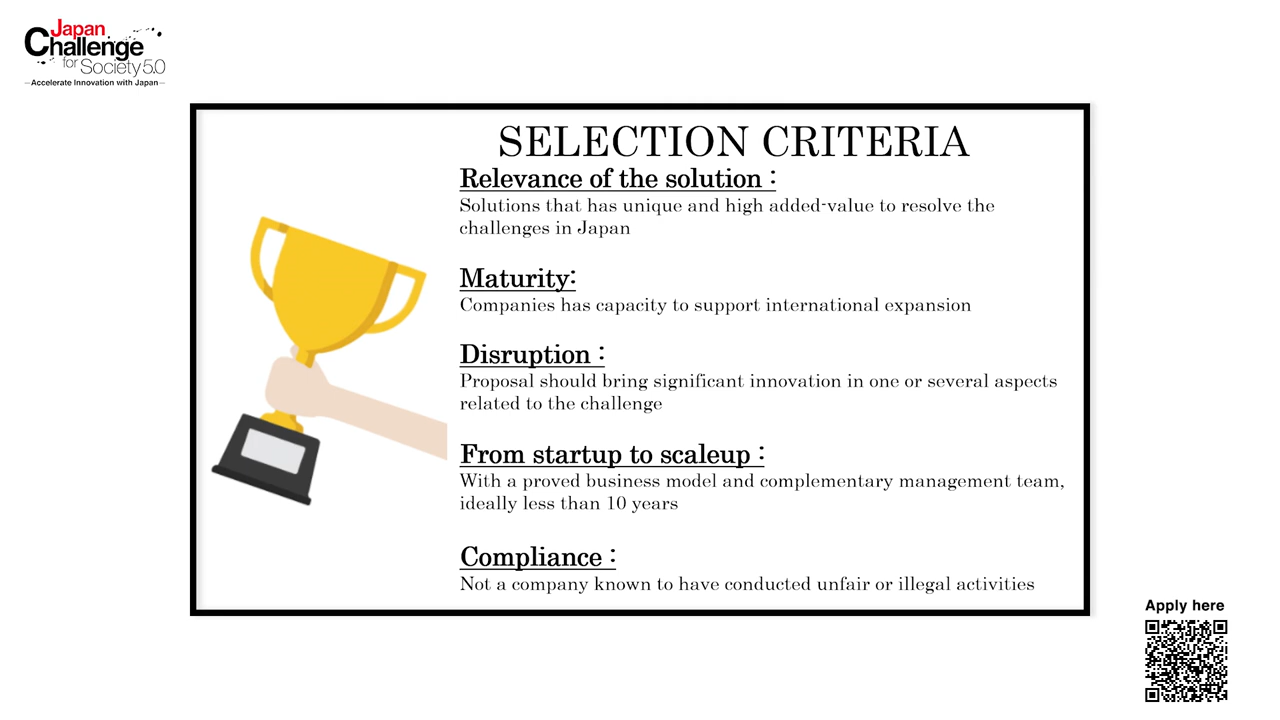 Japan
Challenge
for Society 5.0
—Accelerate Innovation with Japan—
SELECTION CRITERIA
Relevance of the solution :
Solutions that has unique and high added-value to resolve the
challenges in Japan
Maturity:
Companies has capacity to support international expansion
Disruption :
Proposal should bring significant innovation in one or several aspects
related to the challenge
From startup to scaleup :
With a proved business model and complementary management team,
ideally less than 10 years
Compliance :
Not a company known to have conducted unfair or illegal activities
Apply here